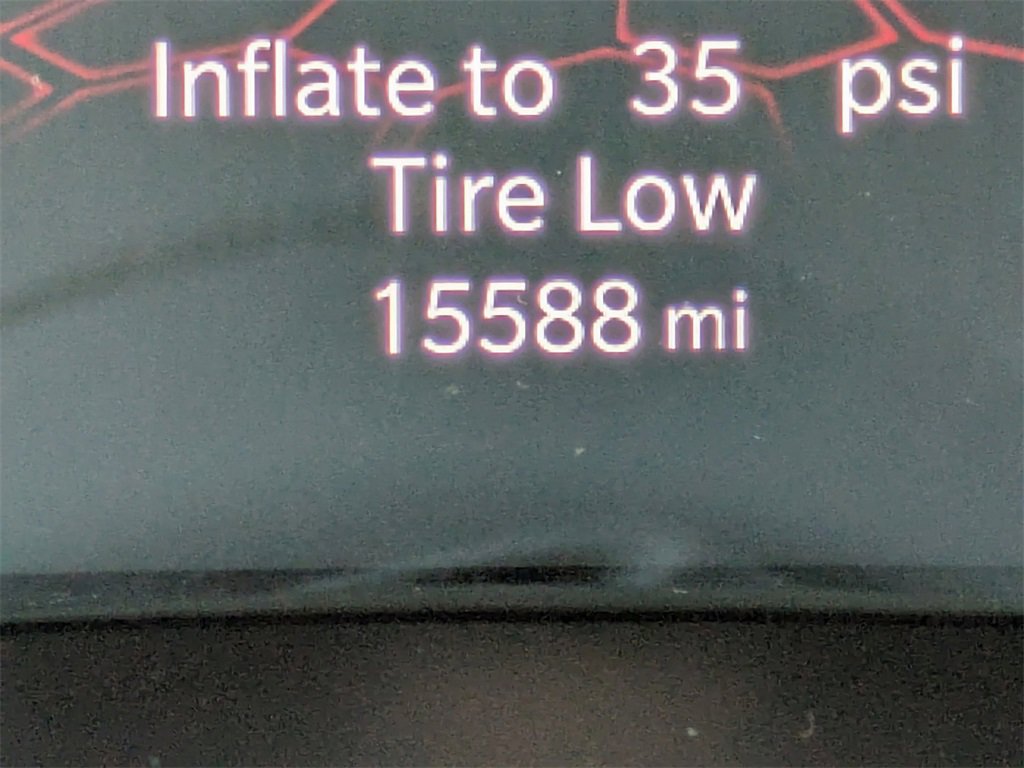 Inflate to 35 psi
Tire Low
15588 mi